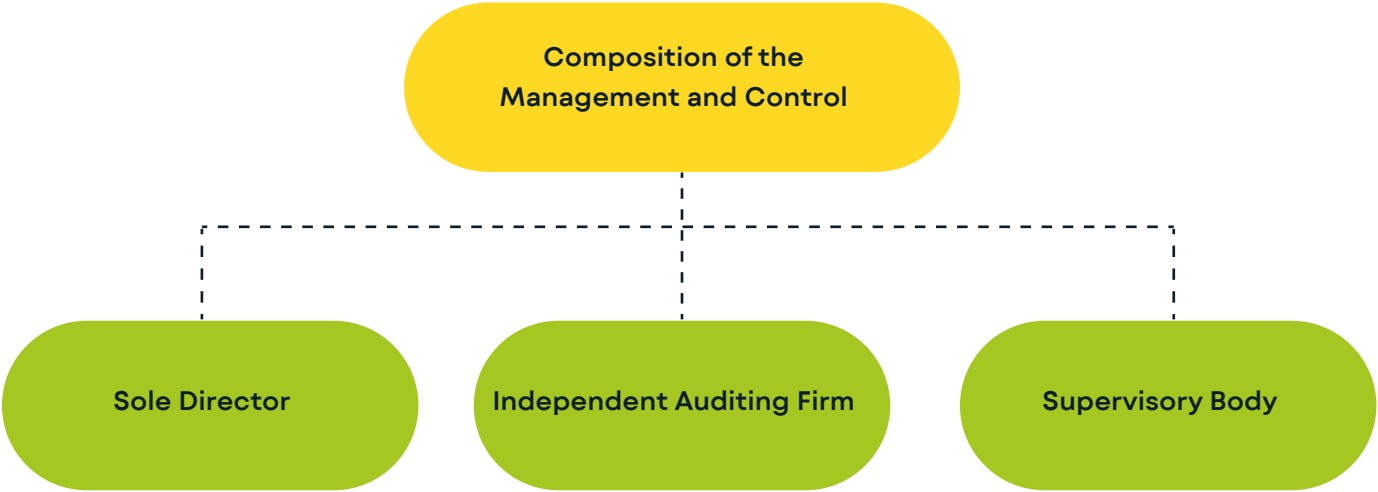 Composition of the
Management and Control
Sole Director
Independent Auditing Firm
Supervisory Body